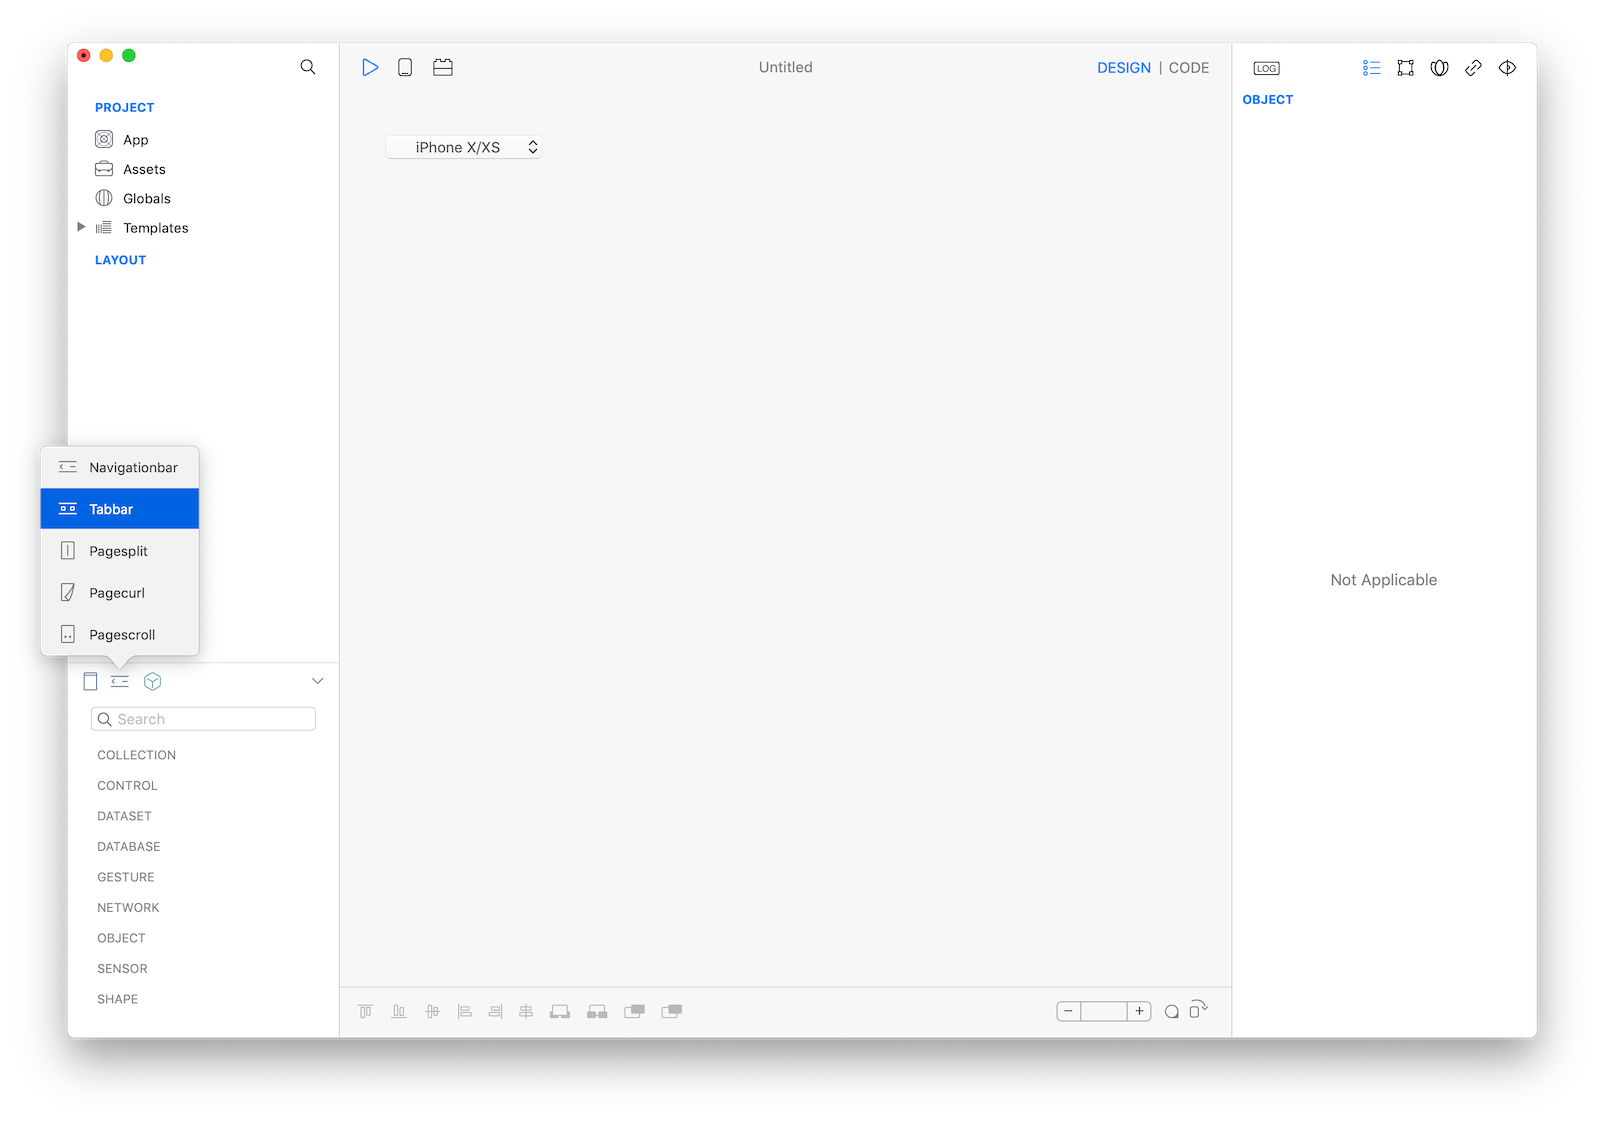 Untitled
DESIGN | CODE
LOG
PROJECT
App
Assets
Globals
Templates
LAYOUT
iPhone X/XS
OBJECT
Not Applicable
Navigationbar
Tabbar
Pagesplit
Pagecurl
Pagescroll
Search
COLLECTION
CONTROL
DATASET
DATABASE
GESTURE
NETWORK
OBJECT
SENSOR
SHAPE